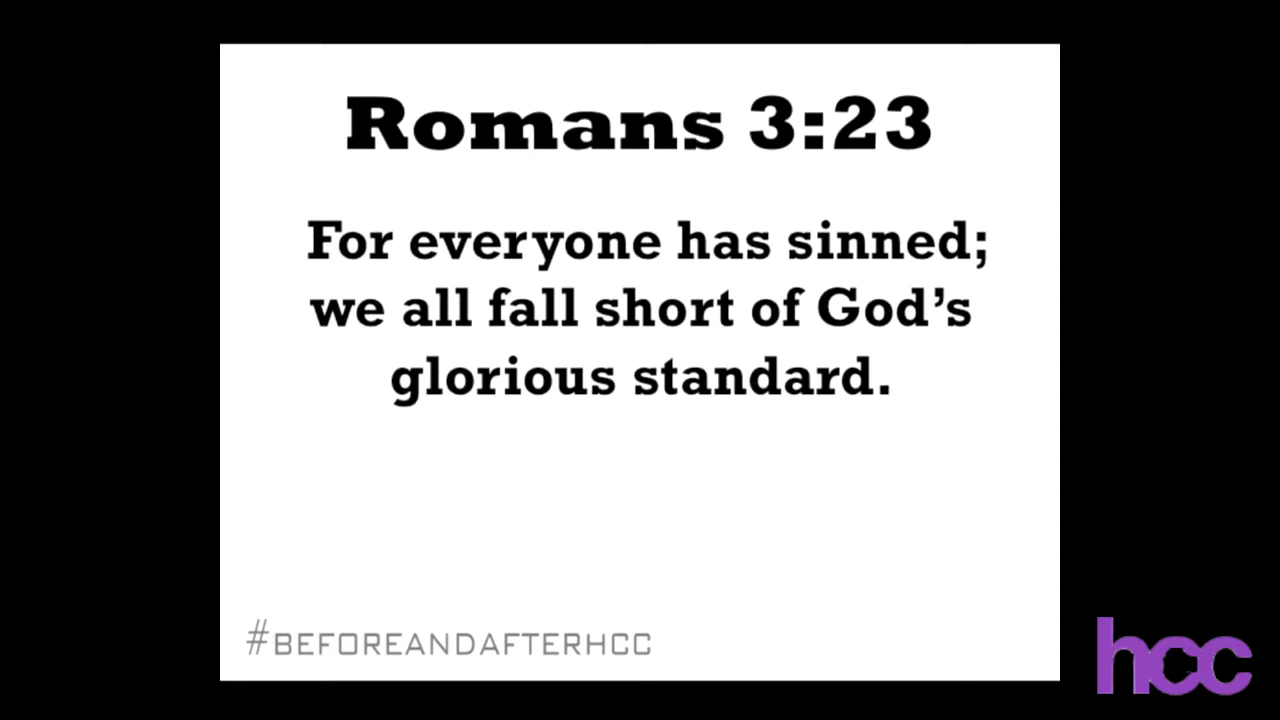 Romans 3:23
For everyone has sinned;
we all fall short of God’s
glorious standard.
#BEFOREANDAFTERHCC
hcc